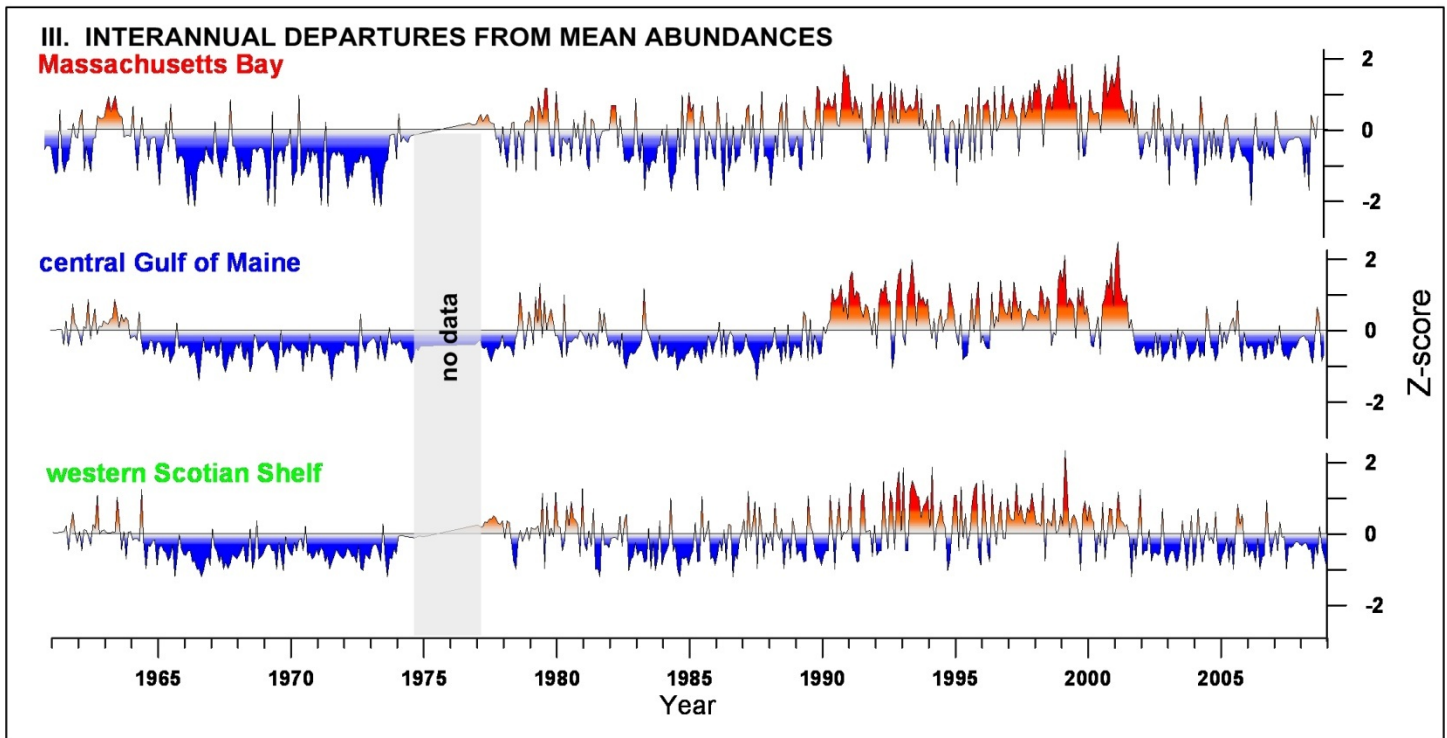 III. INTERANNUAL DEPARTURES FROM MEAN ABUNDANCES
Massachusetts Bay
2
0
-2
central Gulf of Maine
2
0
-2
no data
Z-score
western Scotian Shelf
2
0
-2
1965 1970 1975 1980 1985 1990 1995 2000 2005
Year